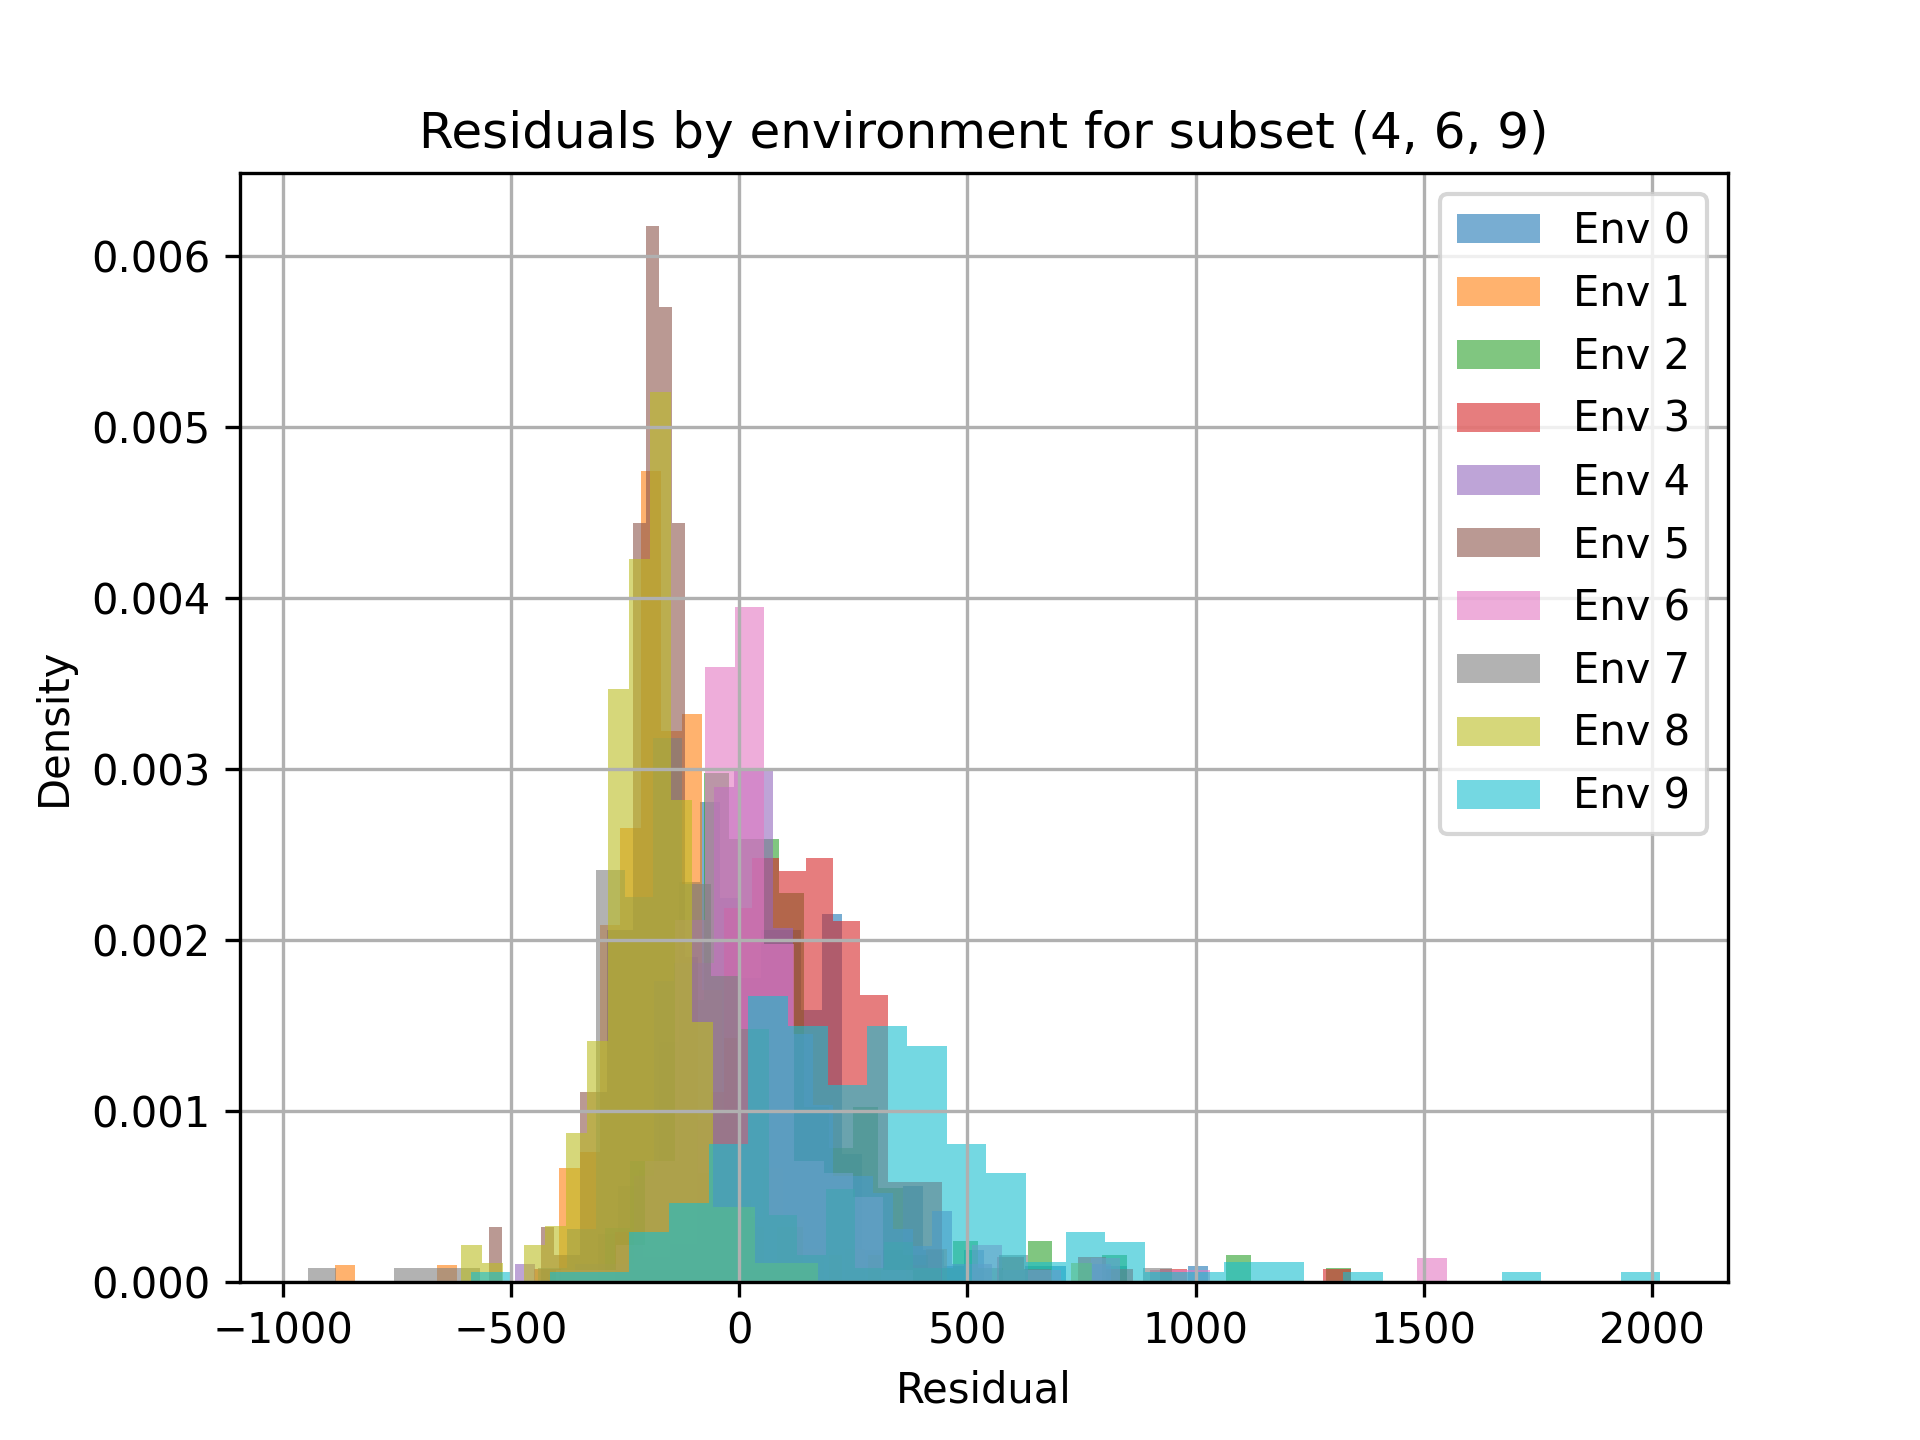 Residuals by environment for subset (4, 6, 9)
Env 0
Env 1
Env 2
Env 3
Env 4
Env 5
Env 6
Env 7
Env 8
Env 9
0.006
0.005
0.004
0.003
0.002
0.001
0.000
Density
−1000 −500 0 500 1000 1500 2000
Residual